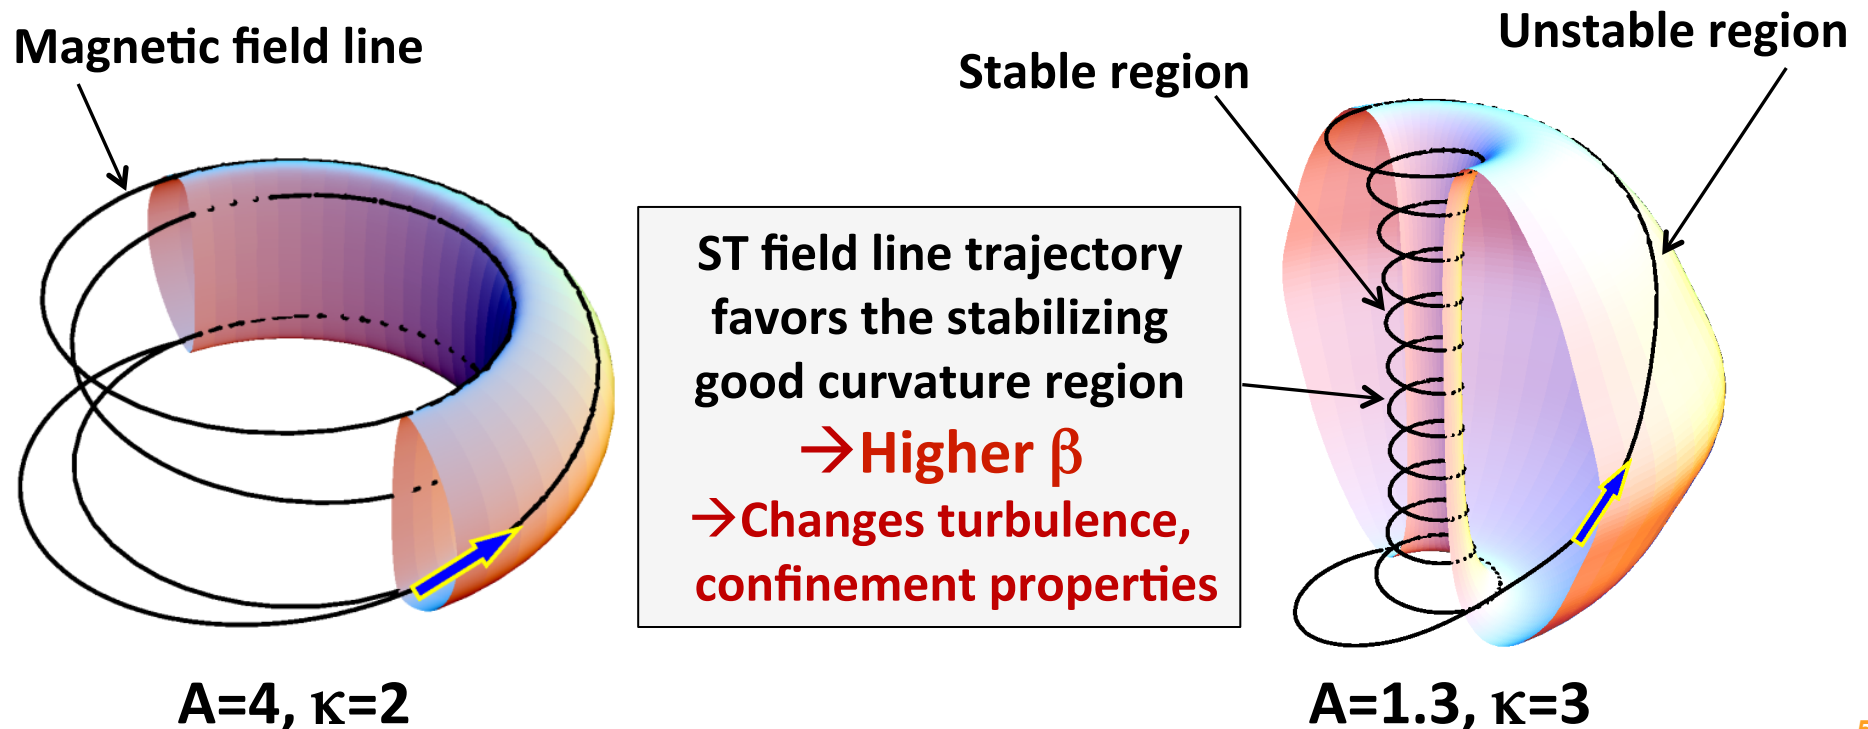 Magnetic field line
Stable region
Unstable region
ST field line trajectory
favors the stabilizing
good curvature region
→Higher β
→Changes turbulence,
confinement properties
A=4, κ=2
A=1.3, κ=3
5